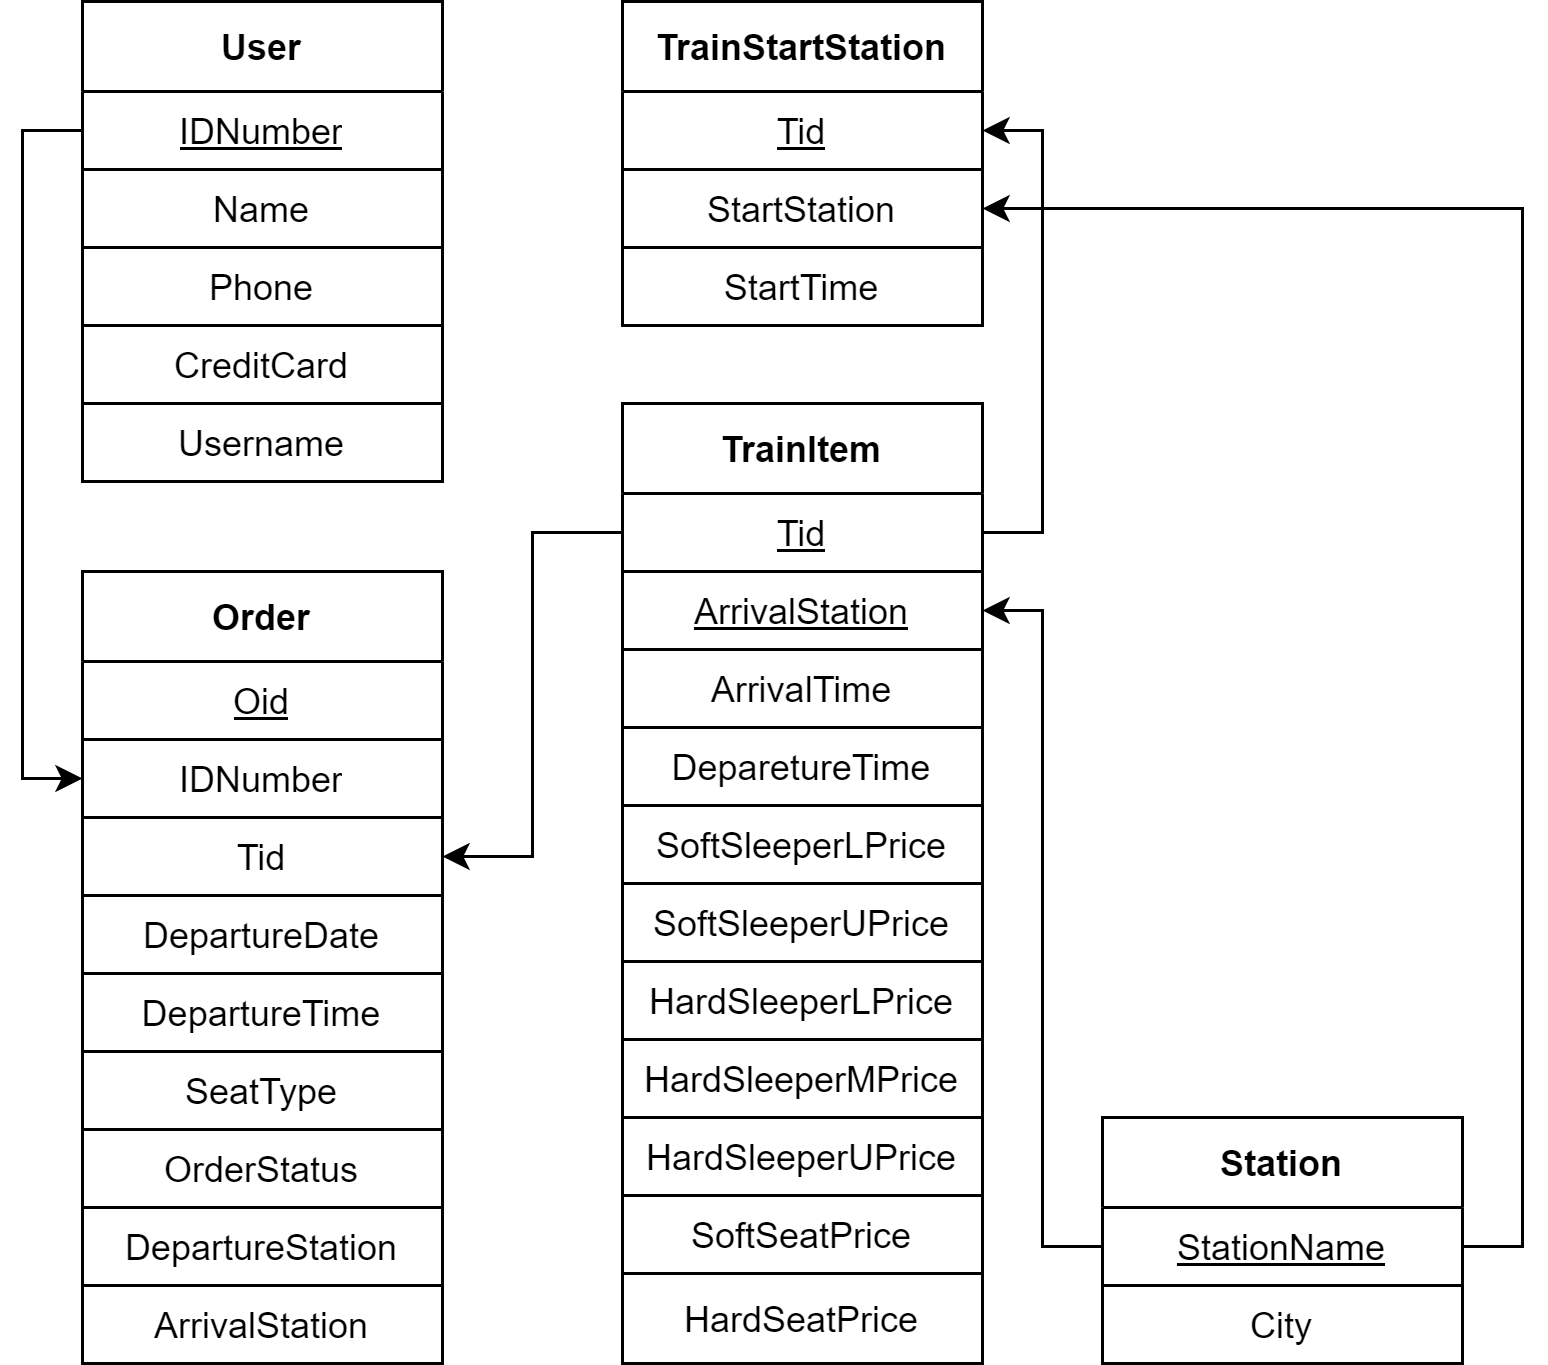 User
IDNumber
Name
Phone
CreditCard
Username
Order
Oid
IDNumber
Tid
DepartureDate
DepartureTime
SeatType
OrderStatus
DepartureStation
ArrivalStation
TrainStartStation
Tid
StartStation
StartTime
TrainItem
Tid
ArrivalStation
ArrivalTime
DeparetureTime
SoftSleeperLPrice
SoftSleeperUPrice
HardSleeperLPrice
HardSleeperMPrice
HardSleeperUPrice
SoftSeatPrice
HardSeatPrice
Station
StationName
City